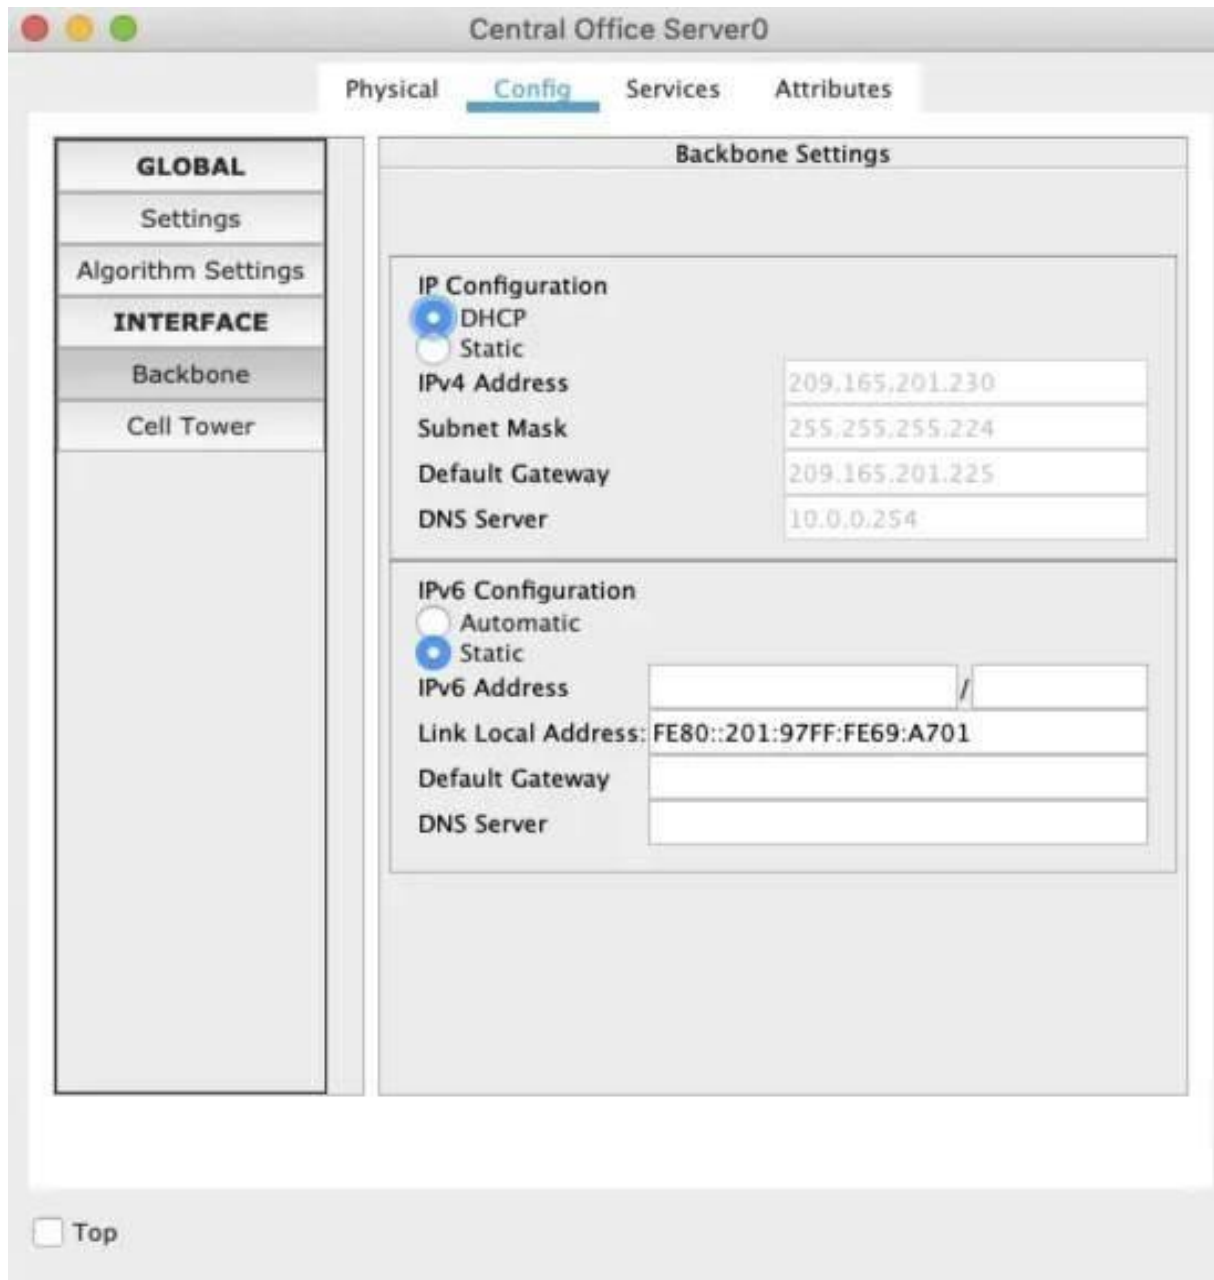 Central Office Server0
Physical Config Services Attributes
GLOBAL
Settings
Algorithm Settings
INTERFACE
Backbone
Cell Tower
Backbone Settings
IP Configuration
DHCP
Static
IPv4 Address 209.165.201.230
Subnet Mask 255.255.255.224
Default Gateway 209.165.201.225
DNS Server 10.0.0.254
IPv6 Configuration
Automatic
Static
IPv6 Address /
Link Local Address: FE80::201:97FF:FE69:A701
Default Gateway
DNS Server
Top